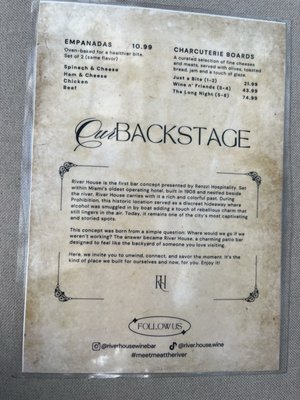 EMPANADAS 10.99
Oven-baked for a healthier bite.
Set of 2 (same flavor)
Spinach & Cheese
Ham & Cheese
Chicken
Beef
CHARCUTERIE BOARDS
A curated selection of fine cheeses
and meats, served with olives, roasted
bread, jam and a touch of glaze.
Just a Bite (1-2) 21.99
Wine n' Friends (3-4) 43.99
The Long Night (5-8) 74.99
Our BACKSTAGE
River House is the first bar concept presented by Renzzi Hospitality. Set
within Miami's oldest operating hotel, built in 1908 and nestled beside
the river, River House carries with it a rich and colorful past. During
Prohibition, this historic location served as a discreet hideaway where
alcohol was smuggled in by boat adding a touch of rebellious charm that
still lingers in the air. Today, it remains one of the city's most captivating
and storied spots.
This concept was born from a simple question: Where would we go if we
weren't working? The answer became River House, a charming patio bar
designed to feel like the backyard of someone you love visiting.
Here, we invite you to unwind, connect, and savor the moment. It's the
kind of place we built for ourselves and now, for you. Enjoy it!
RH
FOLLOW US
@riverhousewinebar @river.house.wine
#meetmeattheriver